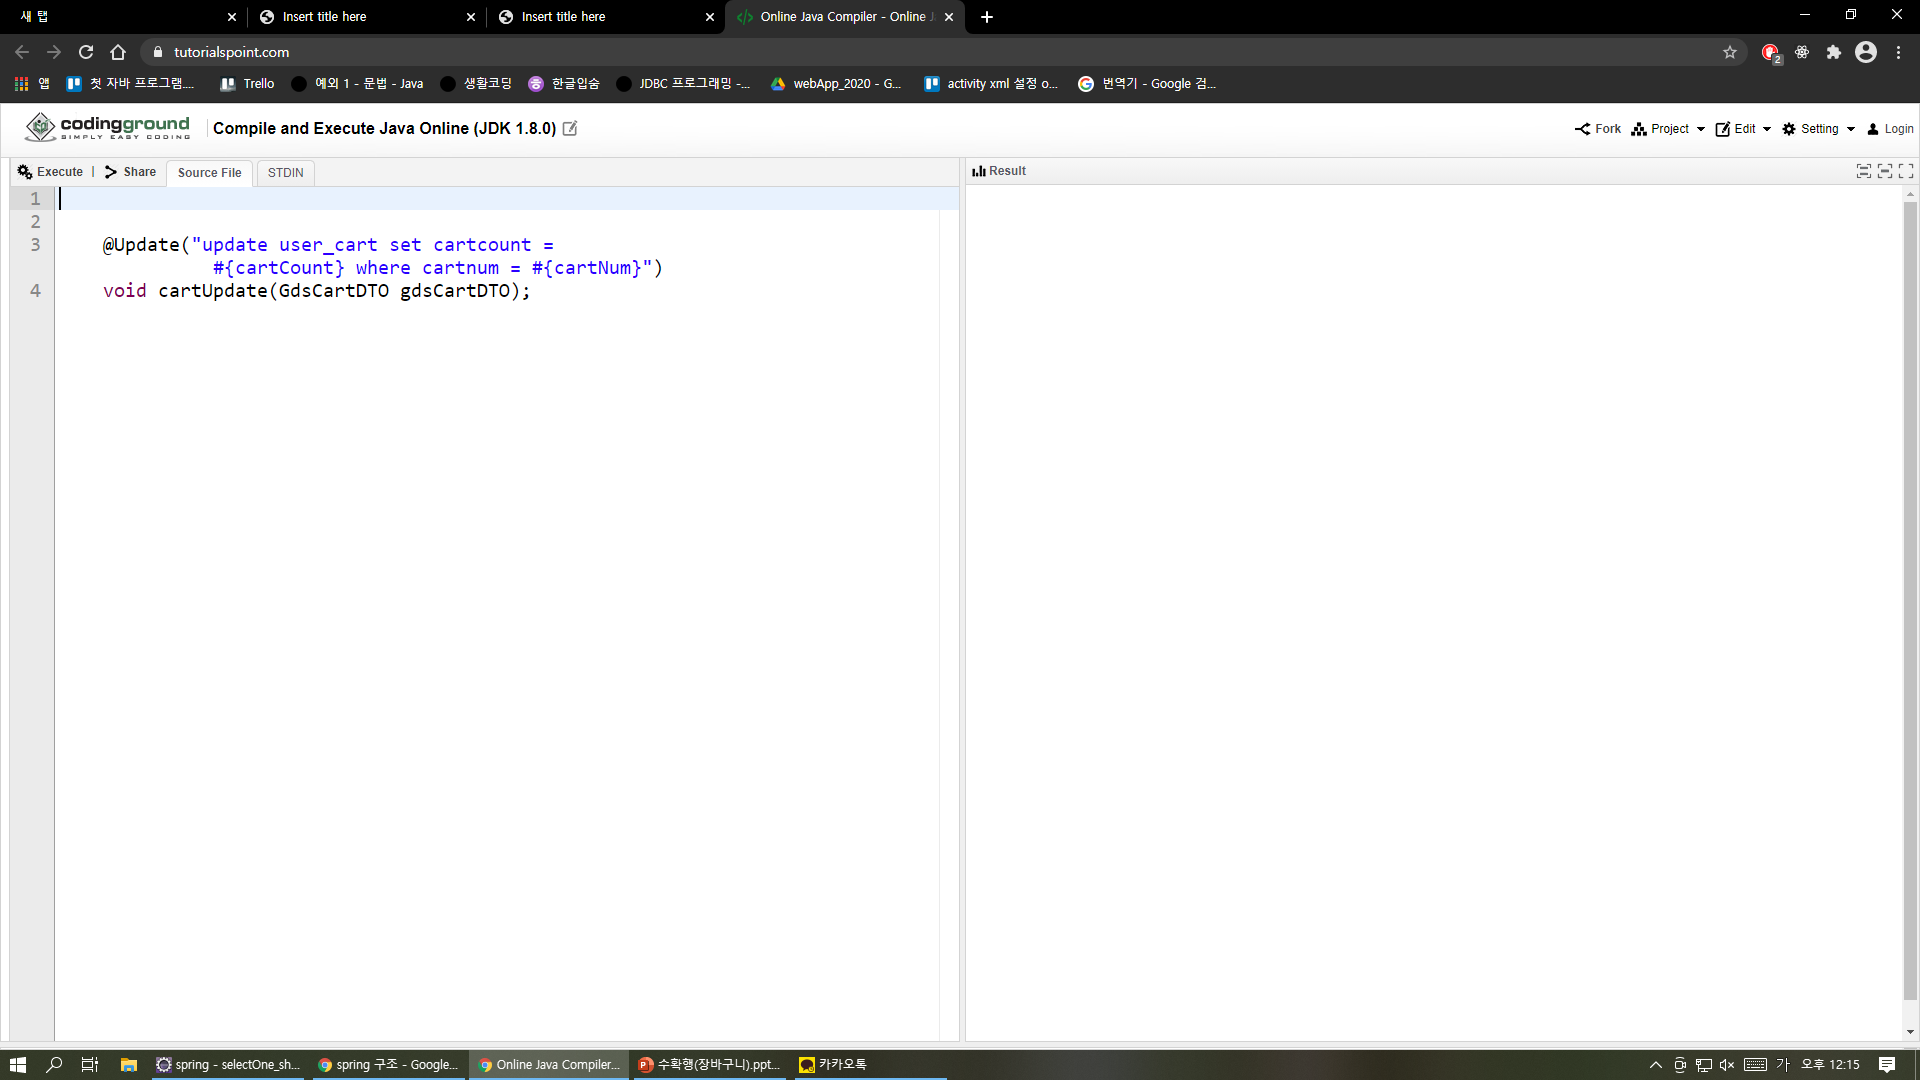 새 탭
Insert title here
Insert title here
Online Java Compiler - Online J
tutorialspoint.com
2
앱
첫 자바 프로그램....
Trello
예외 1 - 문법 - Java
생활코딩
한글입숨
JDBC 프로그래밍 -...
webApp_2020 - G...
activity xml 설정 o...
번역기 - Google 검...
codingground
SIMPLY EASY CODING
Compile and Execute Java Online (JDK 1.8.0)
Fork
Project
Edit
Setting
Login
Execute | Share
Source File
STDIN
Result
1
2
3 @Update("update user_cart set cartcount =
#{cartCount} where cartnum = #{cartNum}")
4 void cartUpdate(GdsCartDTO gdsCartDTO);
spring - selectOne_sh...
spring 구조 - Google...
Online Java Compiler...
수확행(장바구니).ppt...
카카오톡
가
오후 12:15